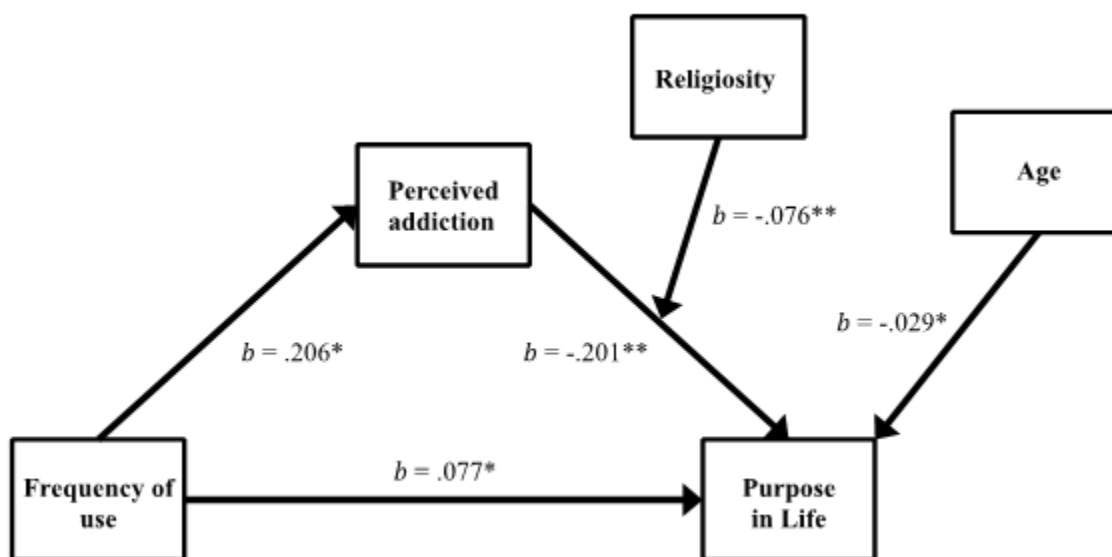 Religiosity
Age
Perceived
addiction
b = -.076**
b = -.029*
b = .206*
b = -.201**
b = .077*
Frequency of
use
Purpose
in Life